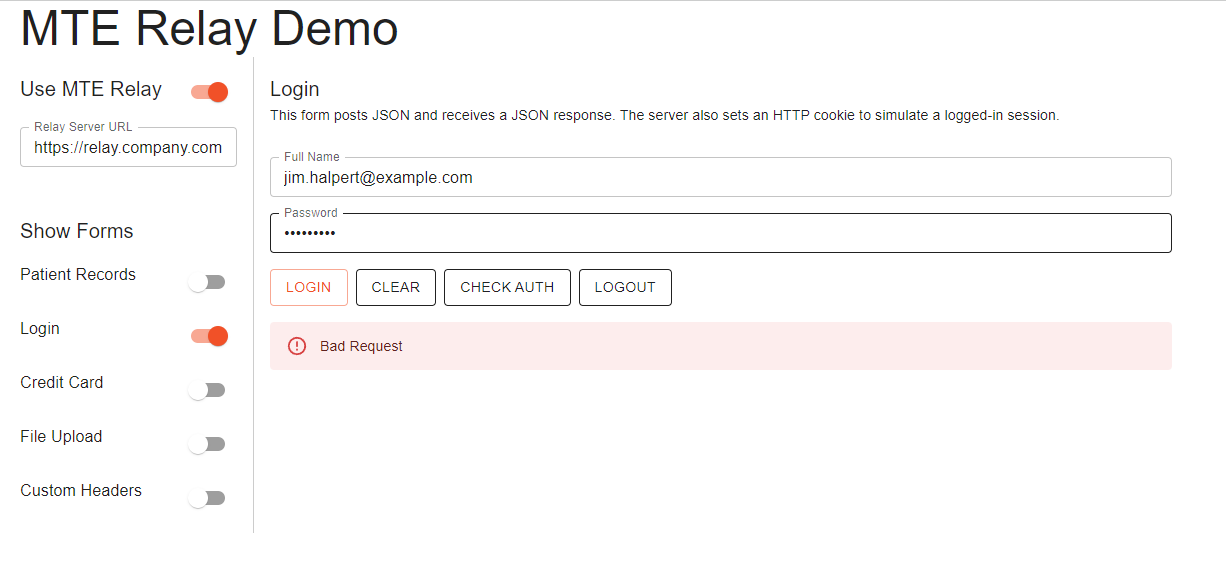 MTE Relay Demo
Use MTE Relay
Relay Server URL
https://relay.company.com
Show Forms
Patient Records
Login
Credit Card
File Upload
Custom Headers
Login
This form posts JSON and receives a JSON response. The server also sets an HTTP cookie to simulate a logged-in session.
Full Name
jim.halpert@example.com
Password
•••••••••
LOGIN CLEAR CHECK AUTH LOGOUT
Bad Request